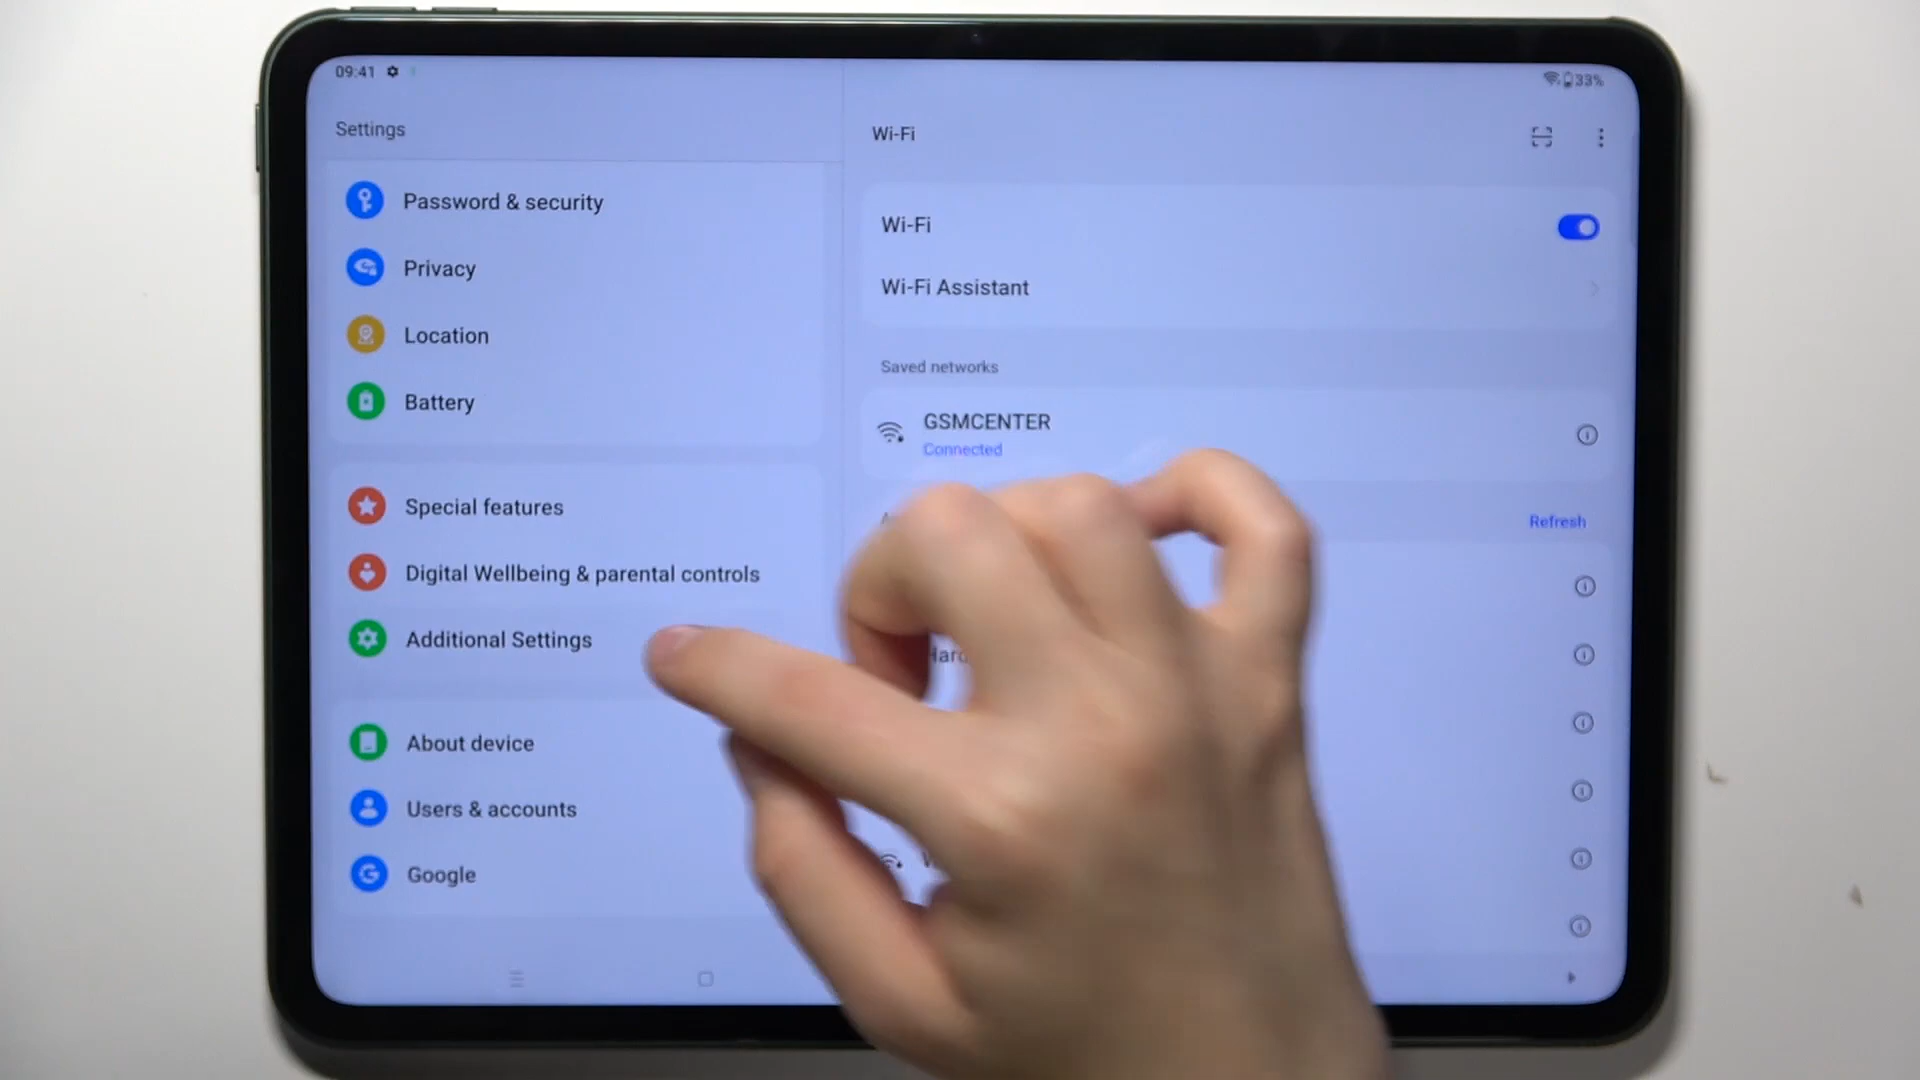 09:41
33%
Settings
Wi-Fi
Password & security
Privacy
Location
Battery
Special features
Digital Wellbeing & parental controls
Additional Settings
About device
Users & accounts
Google
Wi-Fi
Wi-Fi Assistant
Saved networks
GSMCENTER
Connected
Refresh